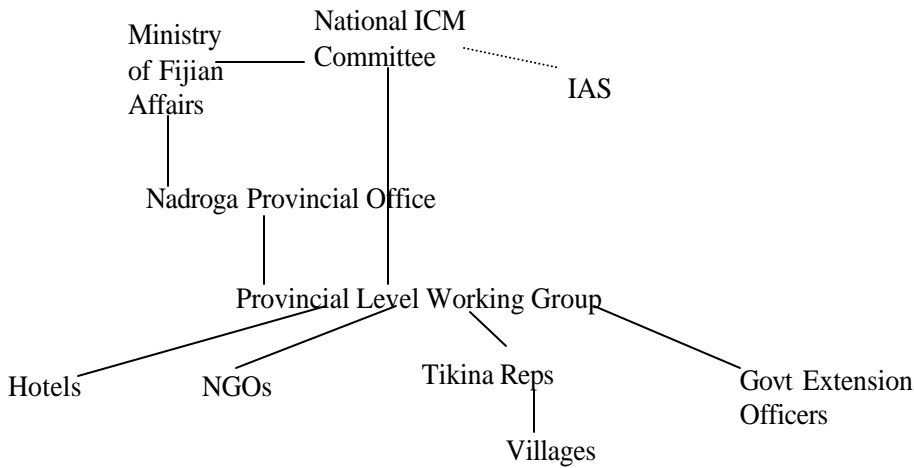 Ministry
of Fijian
Affairs
National ICM
Committee
IAS
Nadroga Provincial Office
Provincial Level Working Group
Hotels
NGOs
Tikina Reps
Govt Extension
Officers
Villages